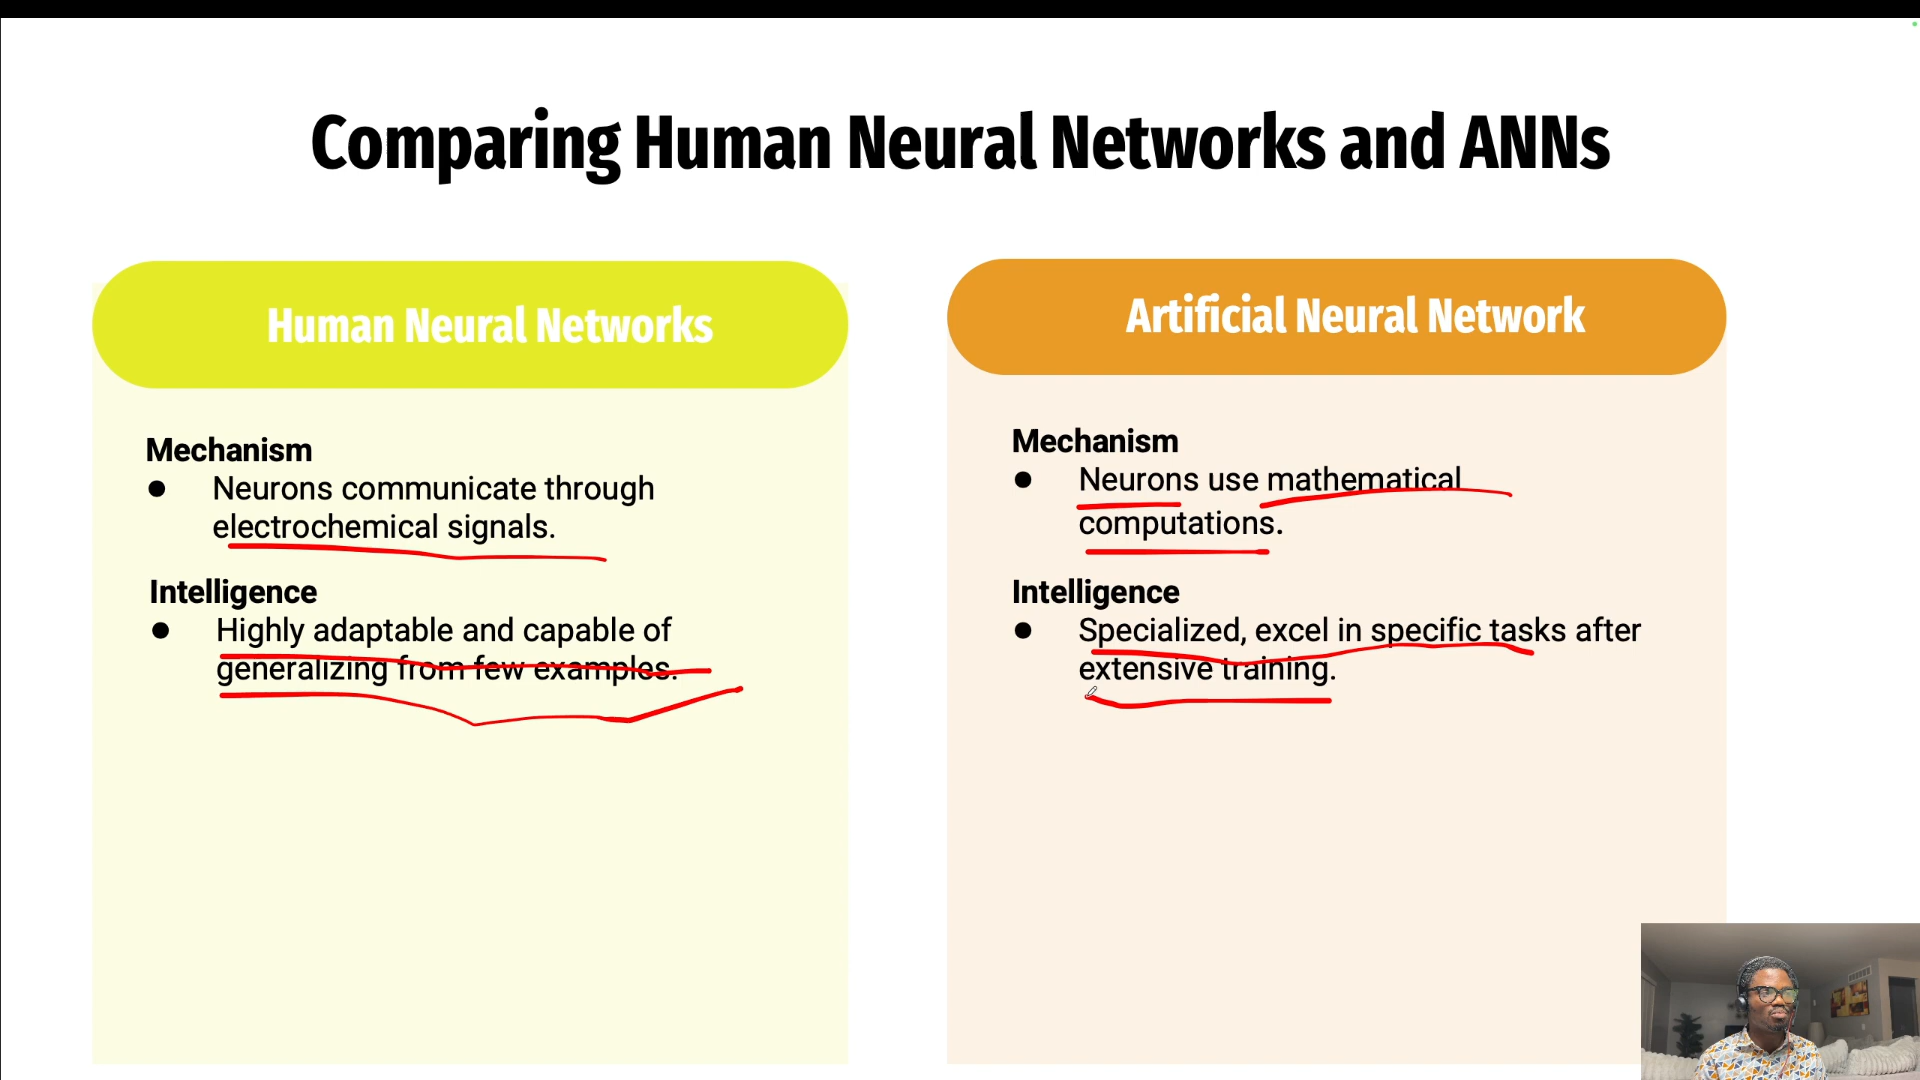 Comparing Human Neural Networks and ANNs
Human Neural Networks
Mechanism
● Neurons communicate through
electrochemical signals.
Intelligence
● Highly adaptable and capable of
generalizing from few examples.
Artificial Neural Network
Mechanism
● Neurons use mathematical
computations.
Intelligence
● Specialized, excel in specific tasks after
extensive training.